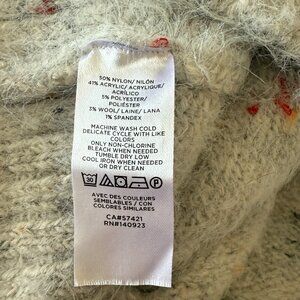 50% NYLON/ NILÓN
41% ACRYLIC/ ACRYLIQUE/
ACRÍLICO
5% POLYESTER/
POLIÉSTER
3% WOOL/ LAINE/ LANA
1% SPANDEX
MACHINE WASH COLD
DELICATE CYCLE WITH LIKE
COLORS
ONLY NON-CHLORINE
BLEACH WHEN NEEDED
TUMBLE DRY LOW
COOL IRON WHEN NEEDED
OR DRY CLEAN
30 P
AVEC DES COULEURS
SEMBLABLES / CON
COLORES SIMILARES
CA#57421
RN#140923